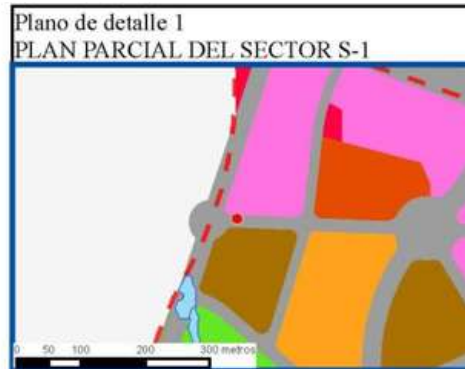 Plano de detalle 1
PLAN PARCIAL DEL SECTOR S-1
0 50 100 200 300 metros